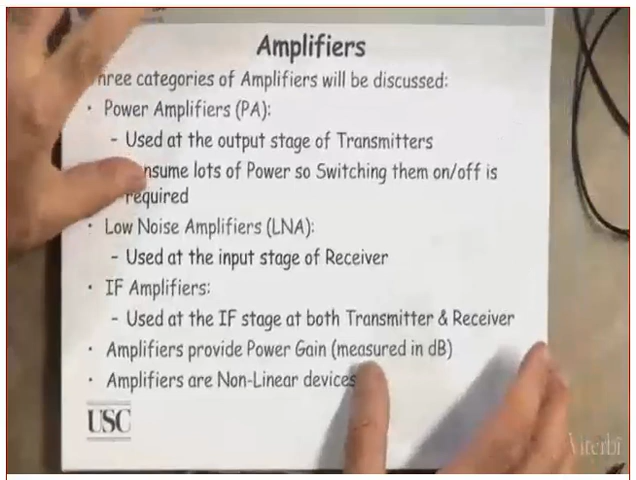 Amplifiers
hree categories of Amplifiers will be discussed:
• Power Amplifiers (PA):
– Used at the output stage of Transmitters
nsume lots of Power so Switching them on/off is
required
• Low Noise Amplifiers (LNA):
– Used at the input stage of Receiver
• IF Amplifiers:
– Used at the IF stage at both Transmitter & Receiver
• Amplifiers provide Power Gain (measured in dB)
• Amplifiers are Non-Linear devices
USC
Viterbi